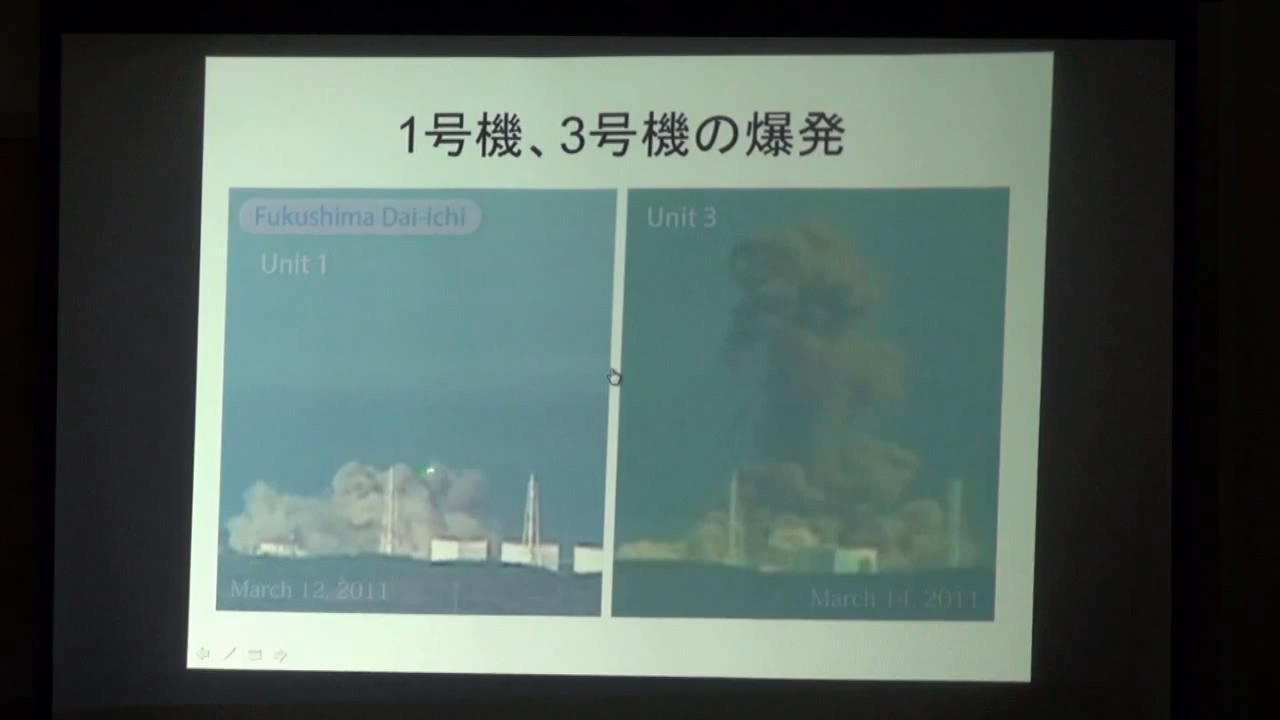 1号機、3号機の爆発
Fukushima Dai-ichi
Unit 1
March 12, 2011
Unit 3
March 14, 2011